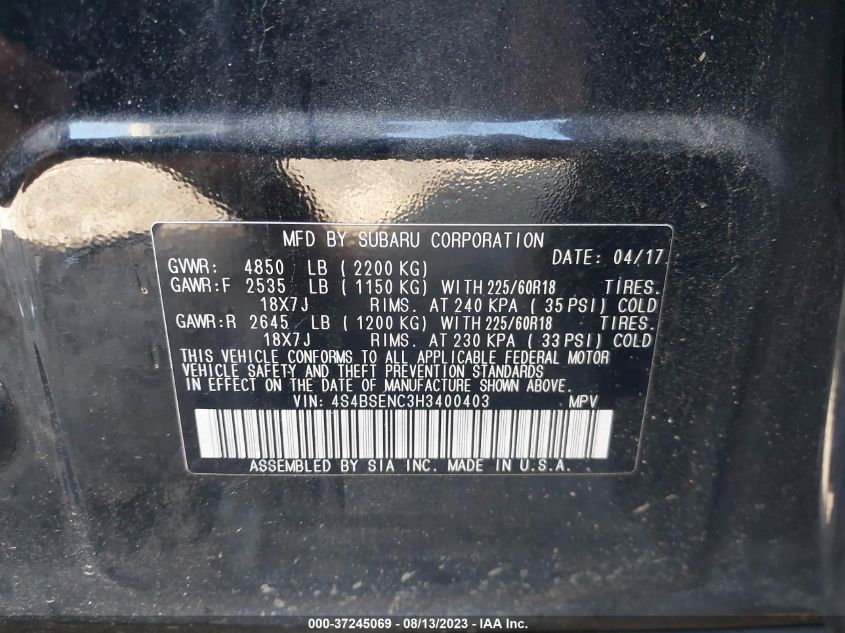 MFD BY SUBARU CORPORATION
DATE: 04/17
GVWR: 4850 LB ( 2200 KG)
GAWR:F 2535 LB ( 1150 KG) WITH 225/60R18 TIRES.
18X7J RIMS. AT 240 KPA ( 35 PSI) COLD
GAWR:R 2645 LB ( 1200 KG) WITH 225/60R18 TIRES.
18X7J RIMS. AT 230 KPA ( 33 PSI) COLD
THIS VEHICLE CONFORMS TO ALL APPLICABLE FEDERAL MOTOR
VEHICLE SAFETY AND THEFT PREVENTION STANDARDS
IN EFFECT ON THE DATE OF MANUFACTURE SHOWN ABOVE.
VIN: 4S4BSENC3H3400403 MPV
ASSEMBLED BY SIA INC. MADE IN U.S.A.
000-37245069 - 08/13/2023 - IAA Inc.